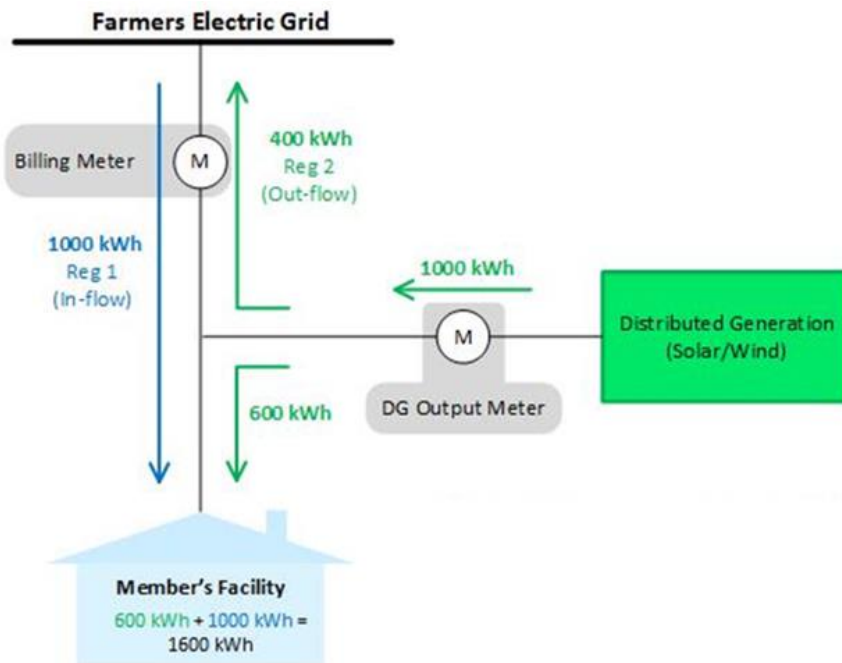 Farmers Electric Grid
Billing Meter
M
400 kWh
Reg 2
(Out-flow)
1000 kWh
Reg 1
(In-flow)
1000 kWh
M
DG Output Meter
Distributed Generation
(Solar/Wind)
600 kWh
Member's Facility
600 kWh + 1000 kWh =
1600 kWh